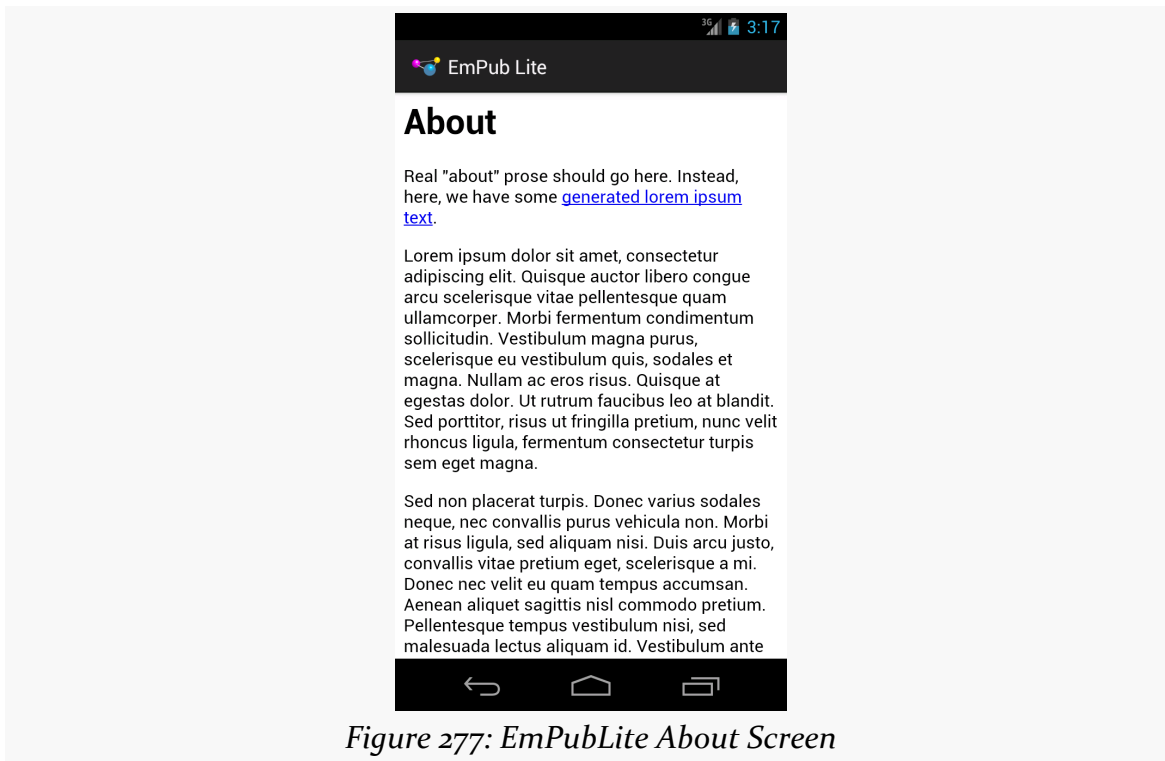 3G 3:17
EmPub Lite
About
Real "about" prose should go here. Instead,
here, we have some generated lorem ipsum
text.
Lorem ipsum dolor sit amet, consectetur
adipiscing elit. Quisque auctor libero congue
arcu scelerisque vitae pellentesque quam
ullamcorper. Morbi fermentum condimentum
sollicitudin. Vestibulum magna purus,
scelerisque eu vestibulum quis, sodales et
magna. Nullam ac eros risus. Quisque at
egestas dolor. Ut rutrum faucibus leo at blandit.
Sed porttitor, risus ut fringilla pretium, nunc velit
rhoncus ligula, fermentum consectetur turpis
sem eget magna.
Sed non placerat turpis. Donec varius sodales
neque, nec convallis purus vehicula non. Morbi
at risus ligula, sed aliquam nisi. Duis arcu justo,
convallis vitae pretium eget, scelerisque a mi.
Donec nec velit eu quam tempus accumsan.
Aenean aliquet sagittis nisl commodo pretium.
Pellentesque tempus vestibulum nisi, sed
malesuada lectus aliquam id. Vestibulum ante
Figure 277: EmPubLite About Screen